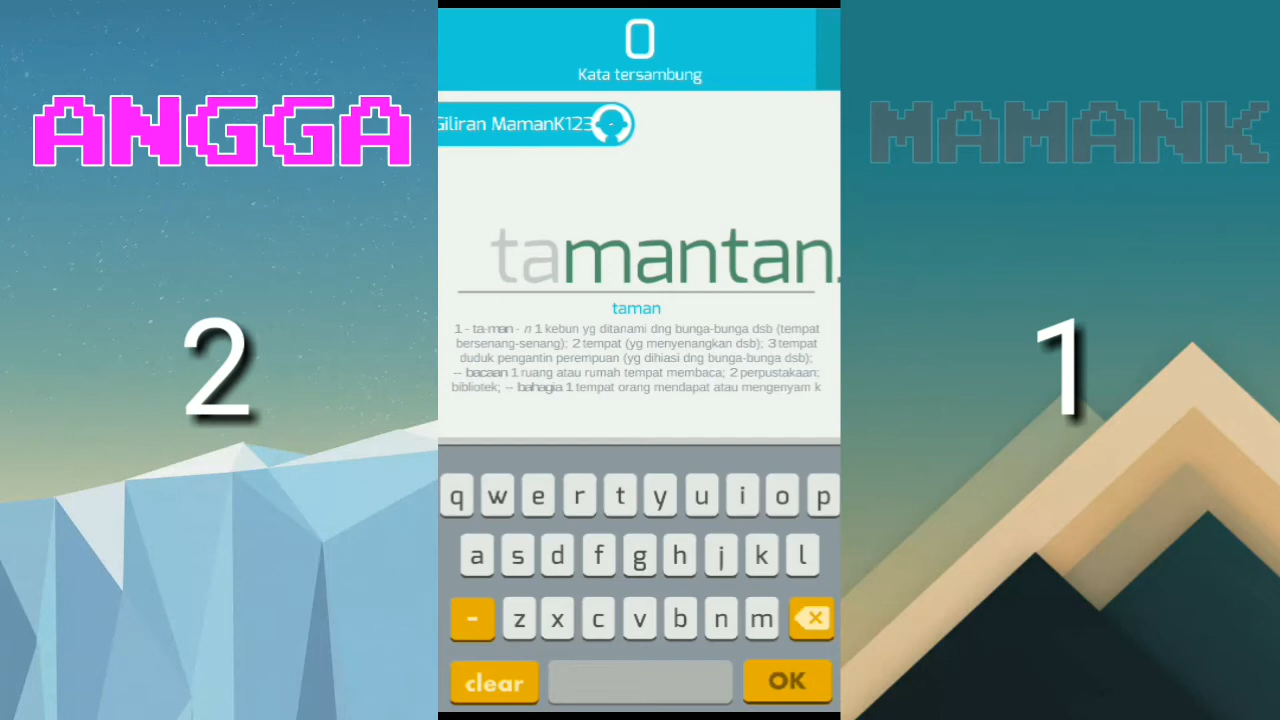 ANGGA
MAMANK
0
Kata tersambung
Giliran MamanK123
tamantan
taman
1 - ta·man - n 1 kebun yg ditanami dng bunga-bunga dsb (tempat
bersenang-senang); 2 tempat (yg menyenangkan dsb); 3 tempat
duduk pengantin perempuan (yg dihiasi dng bunga-bunga dsb);
-- bacaan 1 ruang atau rumah tempat membaca; 2 perpustakaan;
bibliotek; -- bahagia 1 tempat orang mendapat atau mengenyam k
2
1
q w e r t y u i o p
a s d f g h j k l
- z x c v b n m
clear OK